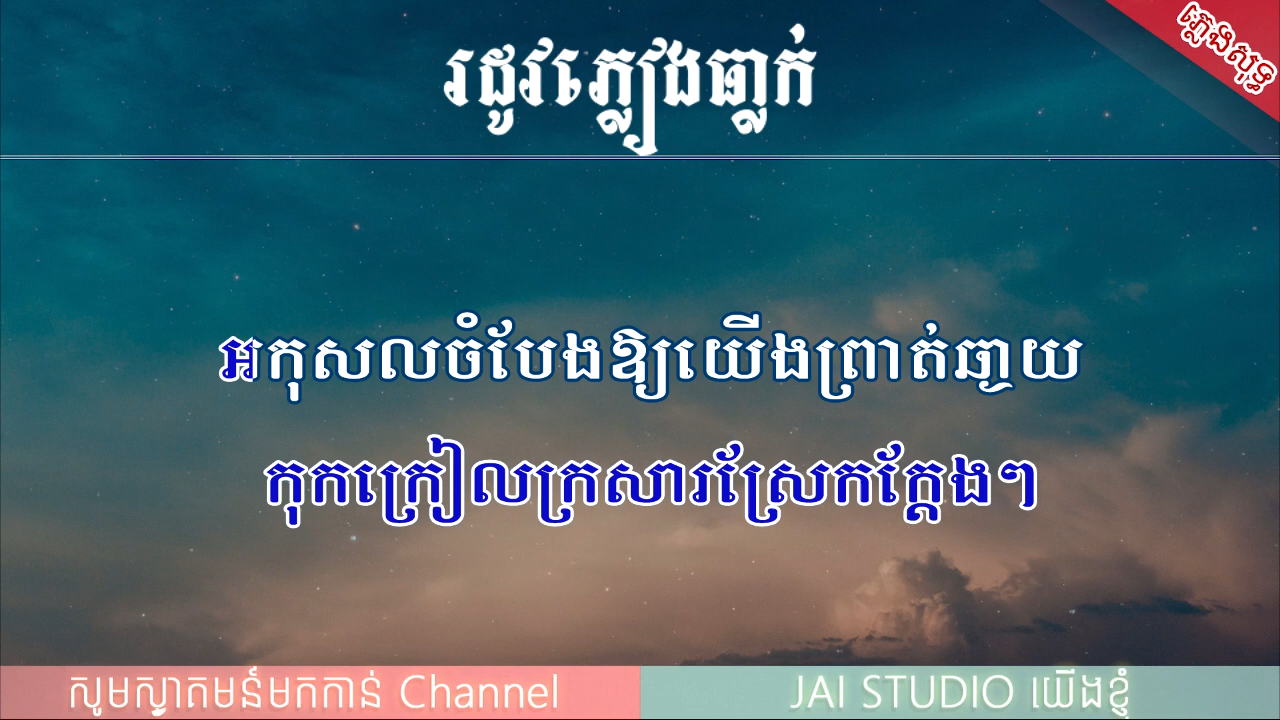 រដូវភ្លៀងធ្លាក់
ភ្លេងសុទ្ធ
អកុសលចំបែងឱ្យយើងព្រាត់ឆ្ងាយ
កុកក្រៀលក្រសារស្រែកក្ដែងៗ
សូមស្វាគមន៍មកកាន់ Channel
JAI STUDIO យើងខ្ញុំ